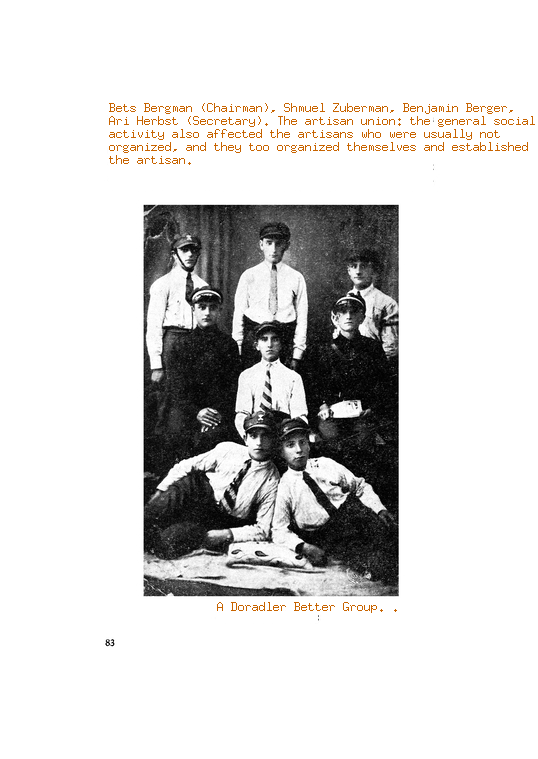 Bets Bergman (Chairman), Shmuel Zuberman, Benjamin Berger,
Ari Herbst (Secretary). The artisan union: the general social
activity also affected the artisans who were usually not
organized, and they too organized themselves and established
the artisan.
A Doradler Better Group. .
83